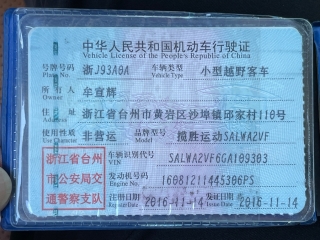 中华人民共和国机动车行驶证
Vehicle License of the People's Republic of China
号牌号码 浙J93A0A 车辆类型 小型越野客车
Plate No. Vehicle Type
所有人 牟宣辉
Owner
住址 浙江省台州市黄岩区沙埠镇邱家村110号
Address
使用性质 非营运 品牌型号 揽胜运动SALWA2VF
Use Character Model
浙江省台州
市公安局交
通警察支队
车辆识别代号 SALWA2VF6GA109303
VIN
发动机号码 16081211445306PS
Engine No.
注册日期 2016-11-14 发证日期 2016-11-14
Register Date Issue Date